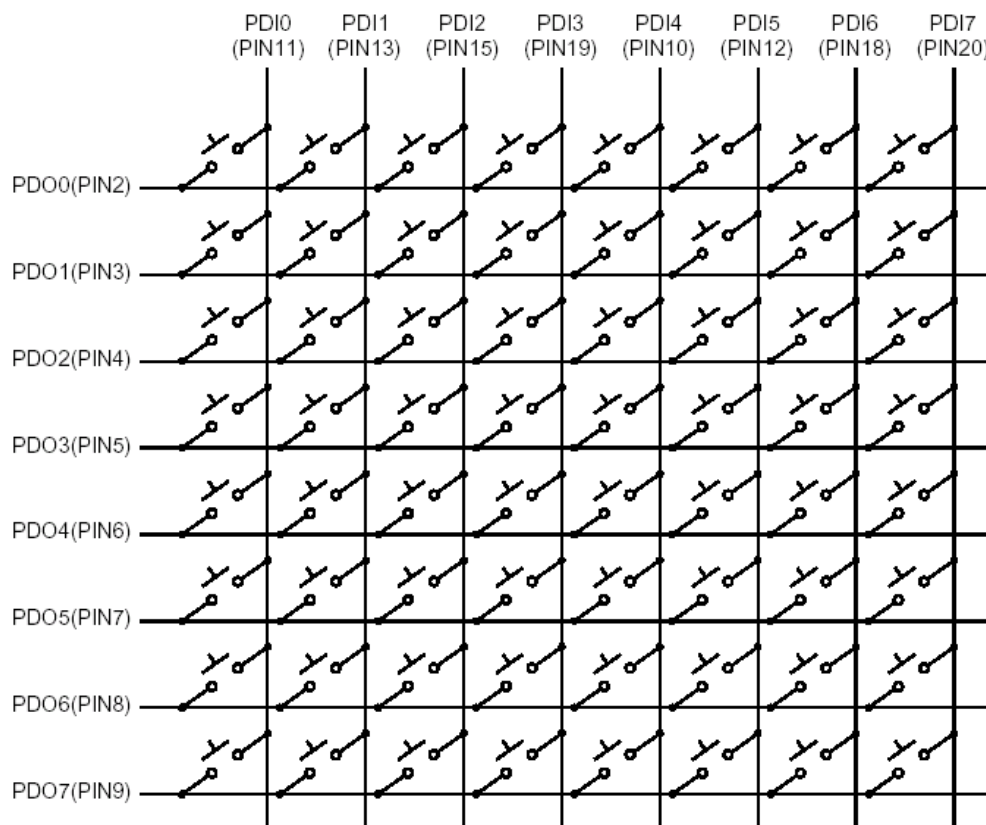 PDI0 PDI1 PDI2 PDI3 PDI4 PDI5 PDI6 PDI7
(PIN11) (PIN13) (PIN15) (PIN19) (PIN10) (PIN12) (PIN18) (PIN20)
PDO0(PIN2)
PDO1(PIN3)
PDO2(PIN4)
PDO3(PIN5)
PDO4(PIN6)
PDO5(PIN7)
PDO6(PIN8)
PDO7(PIN9)